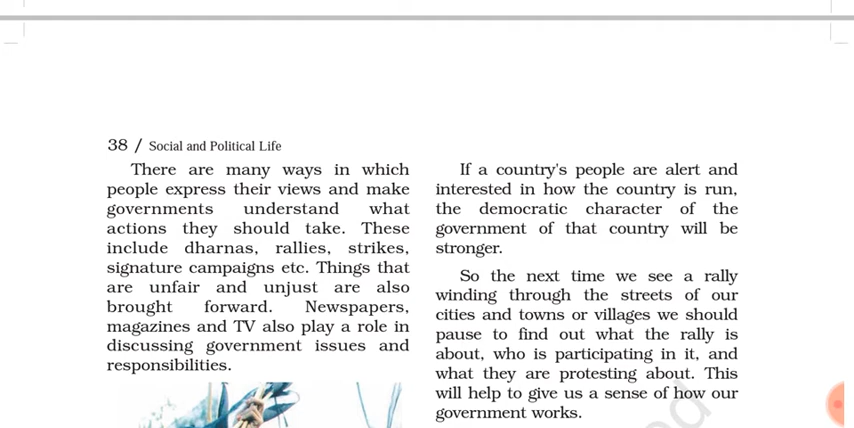 38 / Social and Political Life
There are many ways in which
people express their views and make
governments understand what
actions they should take. These
include dharnas, rallies, strikes,
signature campaigns etc. Things that
are unfair and unjust are also
brought forward. Newspapers,
magazines and TV also play a role in
discussing government issues and
responsibilities.
If a country's people are alert and
interested in how the country is run,
the democratic character of the
government of that country will be
stronger.
So the next time we see a rally
winding through the streets of our
cities and towns or villages we should
pause to find out what the rally is
about, who is participating in it, and
what they are protesting about. This
will help to give us a sense of how our
government works.